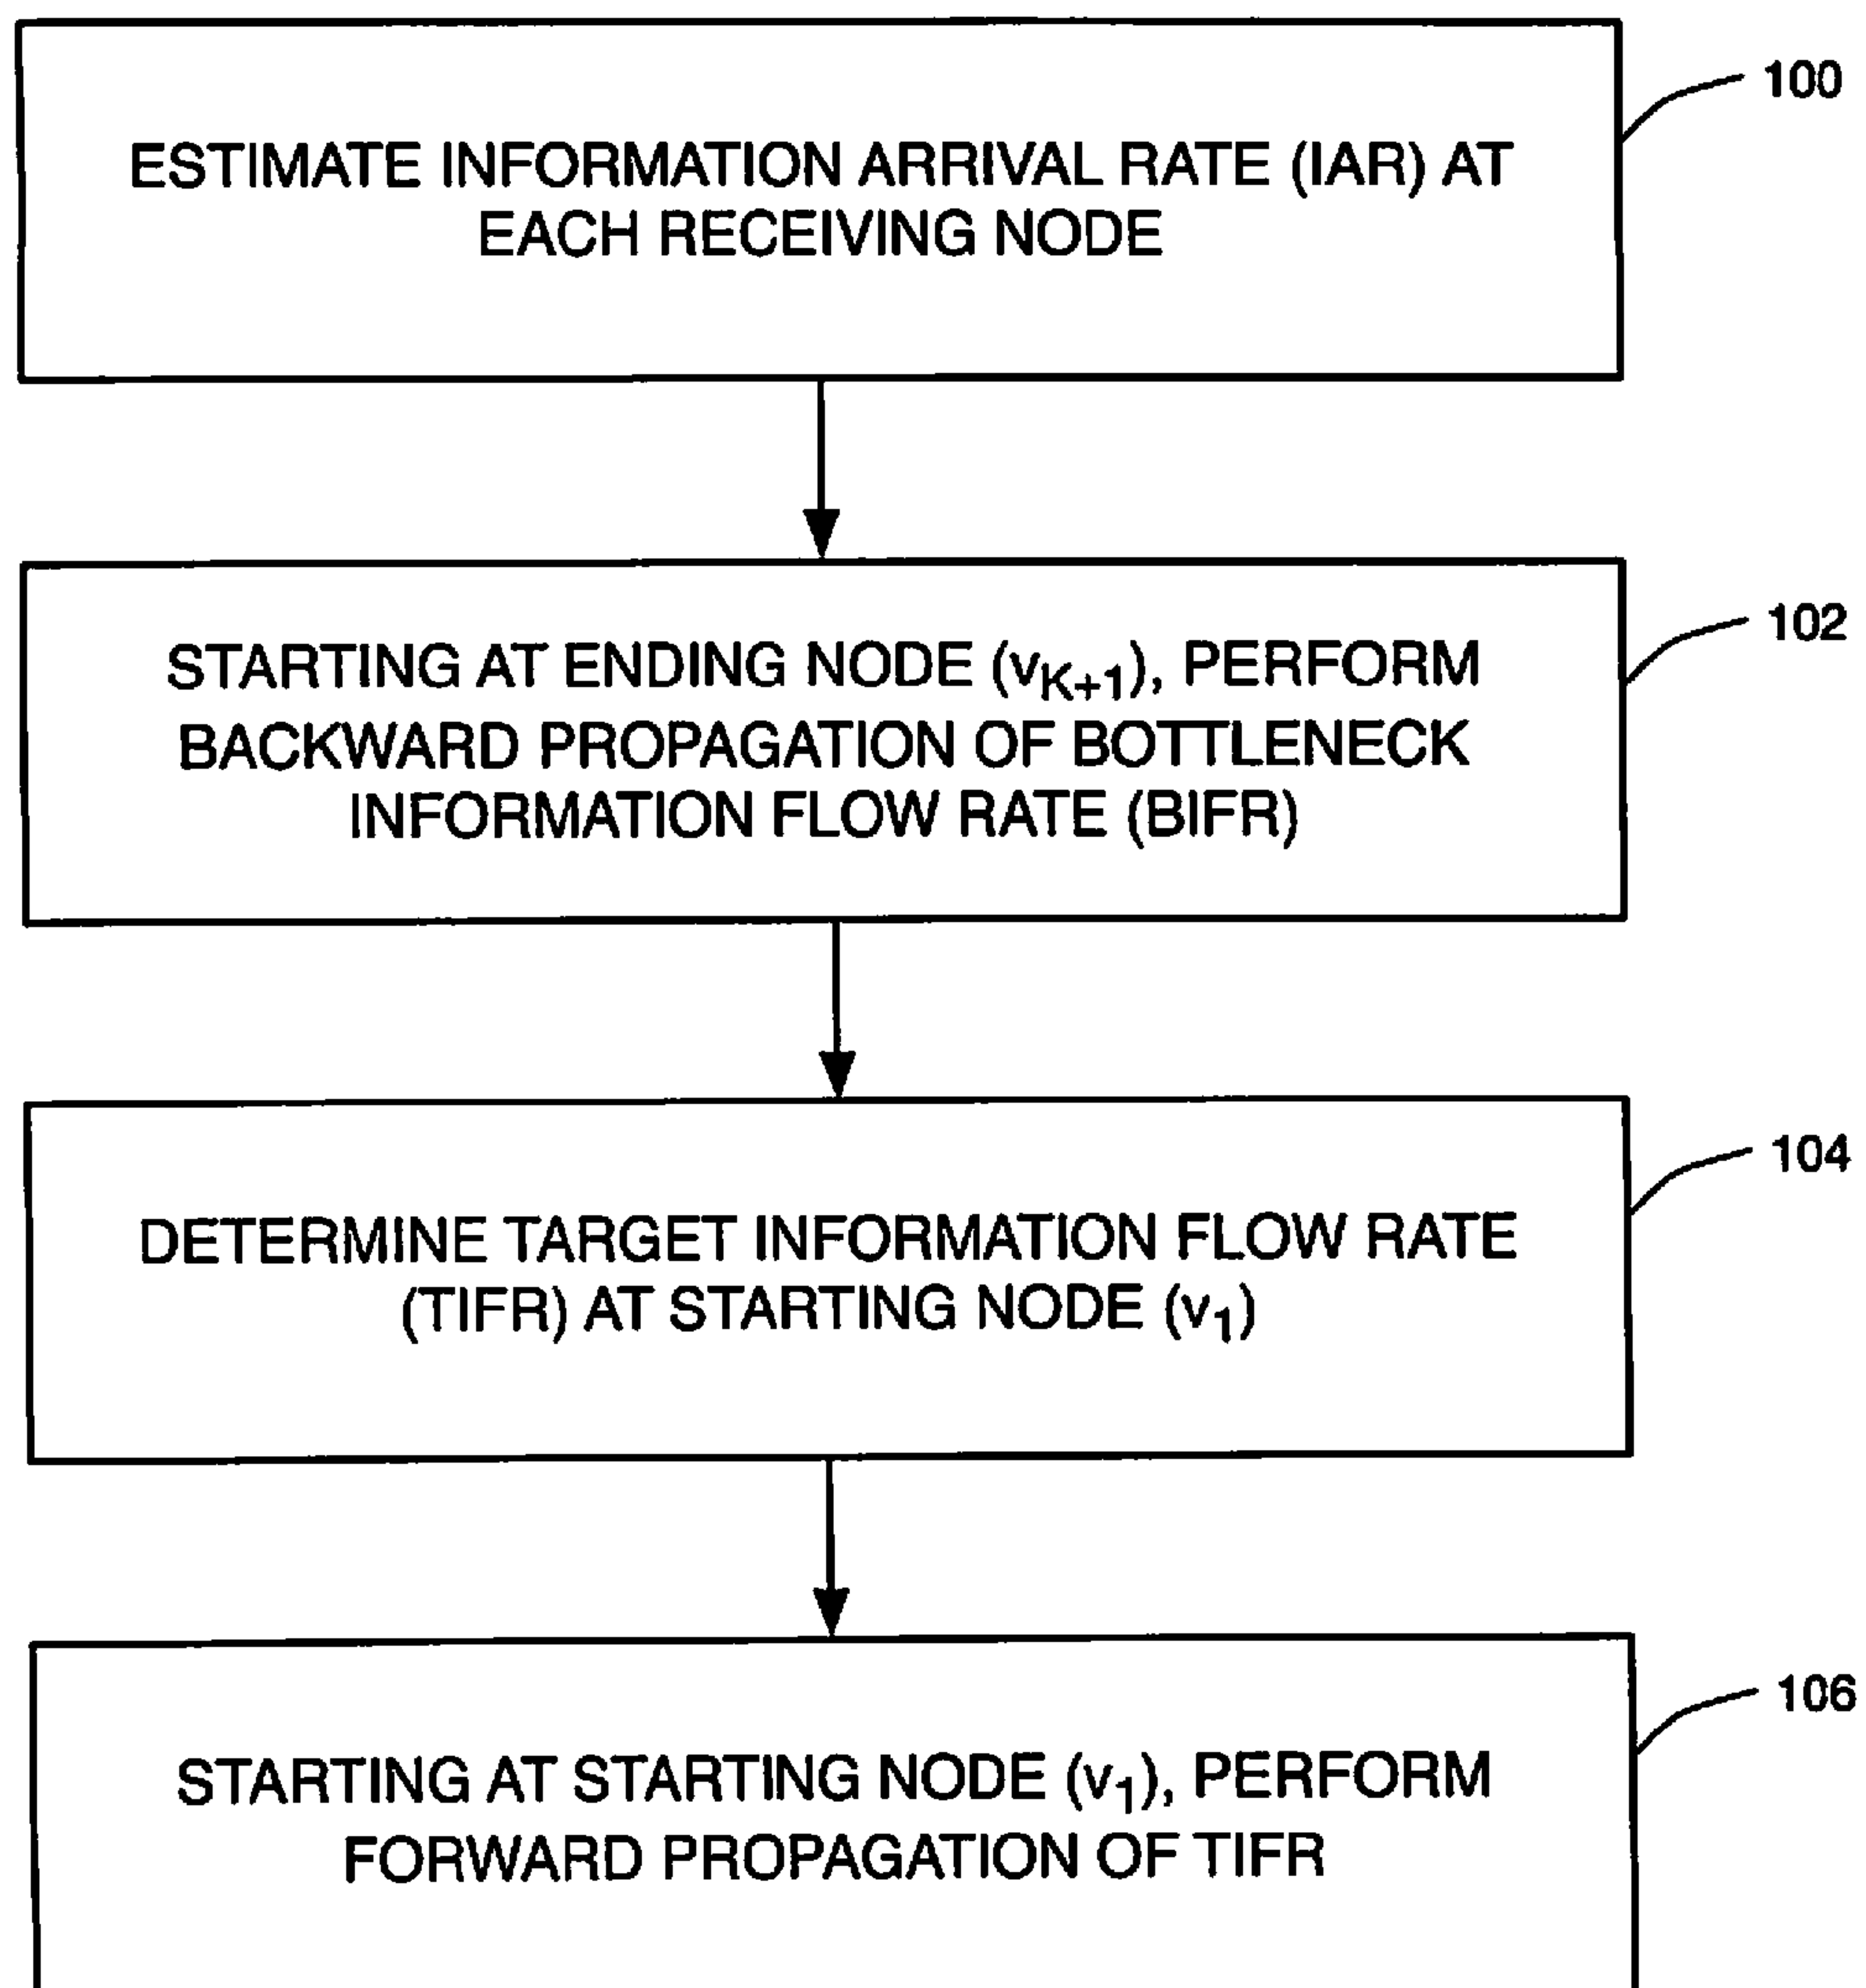 100
ESTIMATE INFORMATION ARRIVAL RATE (IAR) AT
EACH RECEIVING NODE
102
STARTING AT ENDING NODE (vK+1), PERFORM
BACKWARD PROPAGATION OF BOTTLENECK
INFORMATION FLOW RATE (BIFR)
104
DETERMINE TARGET INFORMATION FLOW RATE
(TIFR) AT STARTING NODE (v1)
106
STARTING AT STARTING NODE (v1), PERFORM
FORWARD PROPAGATION OF TIFR